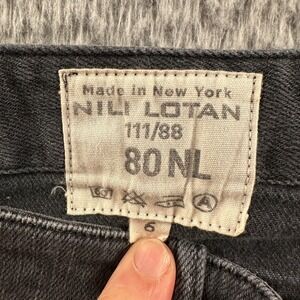 Made in New York
NILI LOTAN
111/88
80 NL
A
6